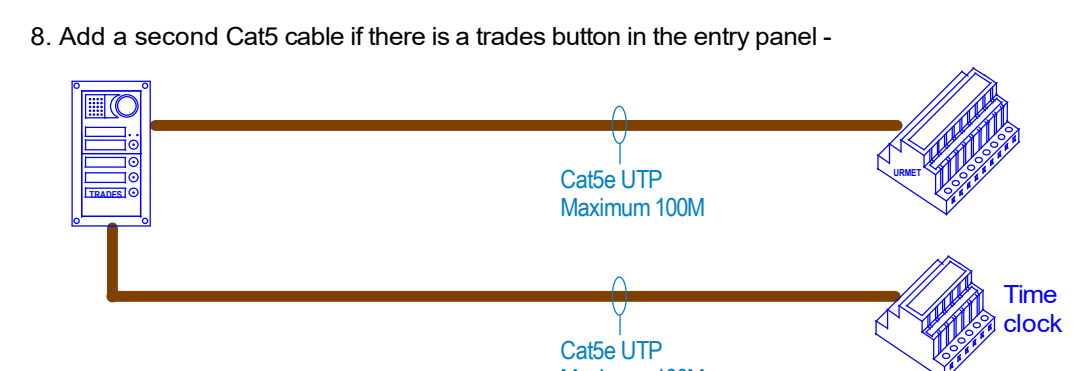 8. Add a second Cat5 cable if there is a trades button in the entry panel -
TRADES
Cat5e UTP
Maximum 100M
URMET
Time
clock
Cat5e UTP